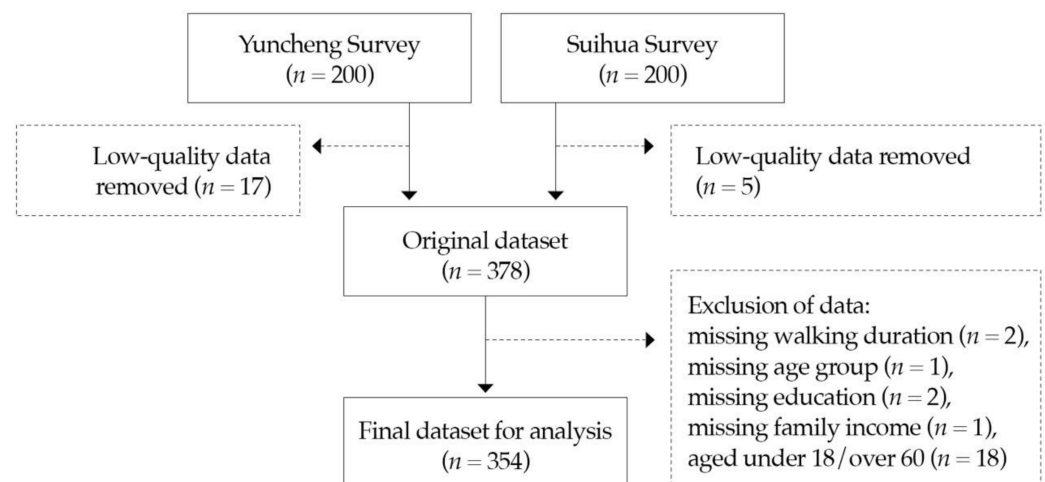 Yuncheng Survey
(n = 200)
Suihua Survey
(n = 200)
Low-quality data
removed (n = 17)
Low-quality data removed
(n = 5)
Original dataset
(n = 378)
Exclusion of data:
missing walking duration (n = 2),
missing age group (n = 1),
missing education (n = 2),
missing family income (n = 1),
aged under 18/over 60 (n = 18)
Final dataset for analysis
(n = 354)